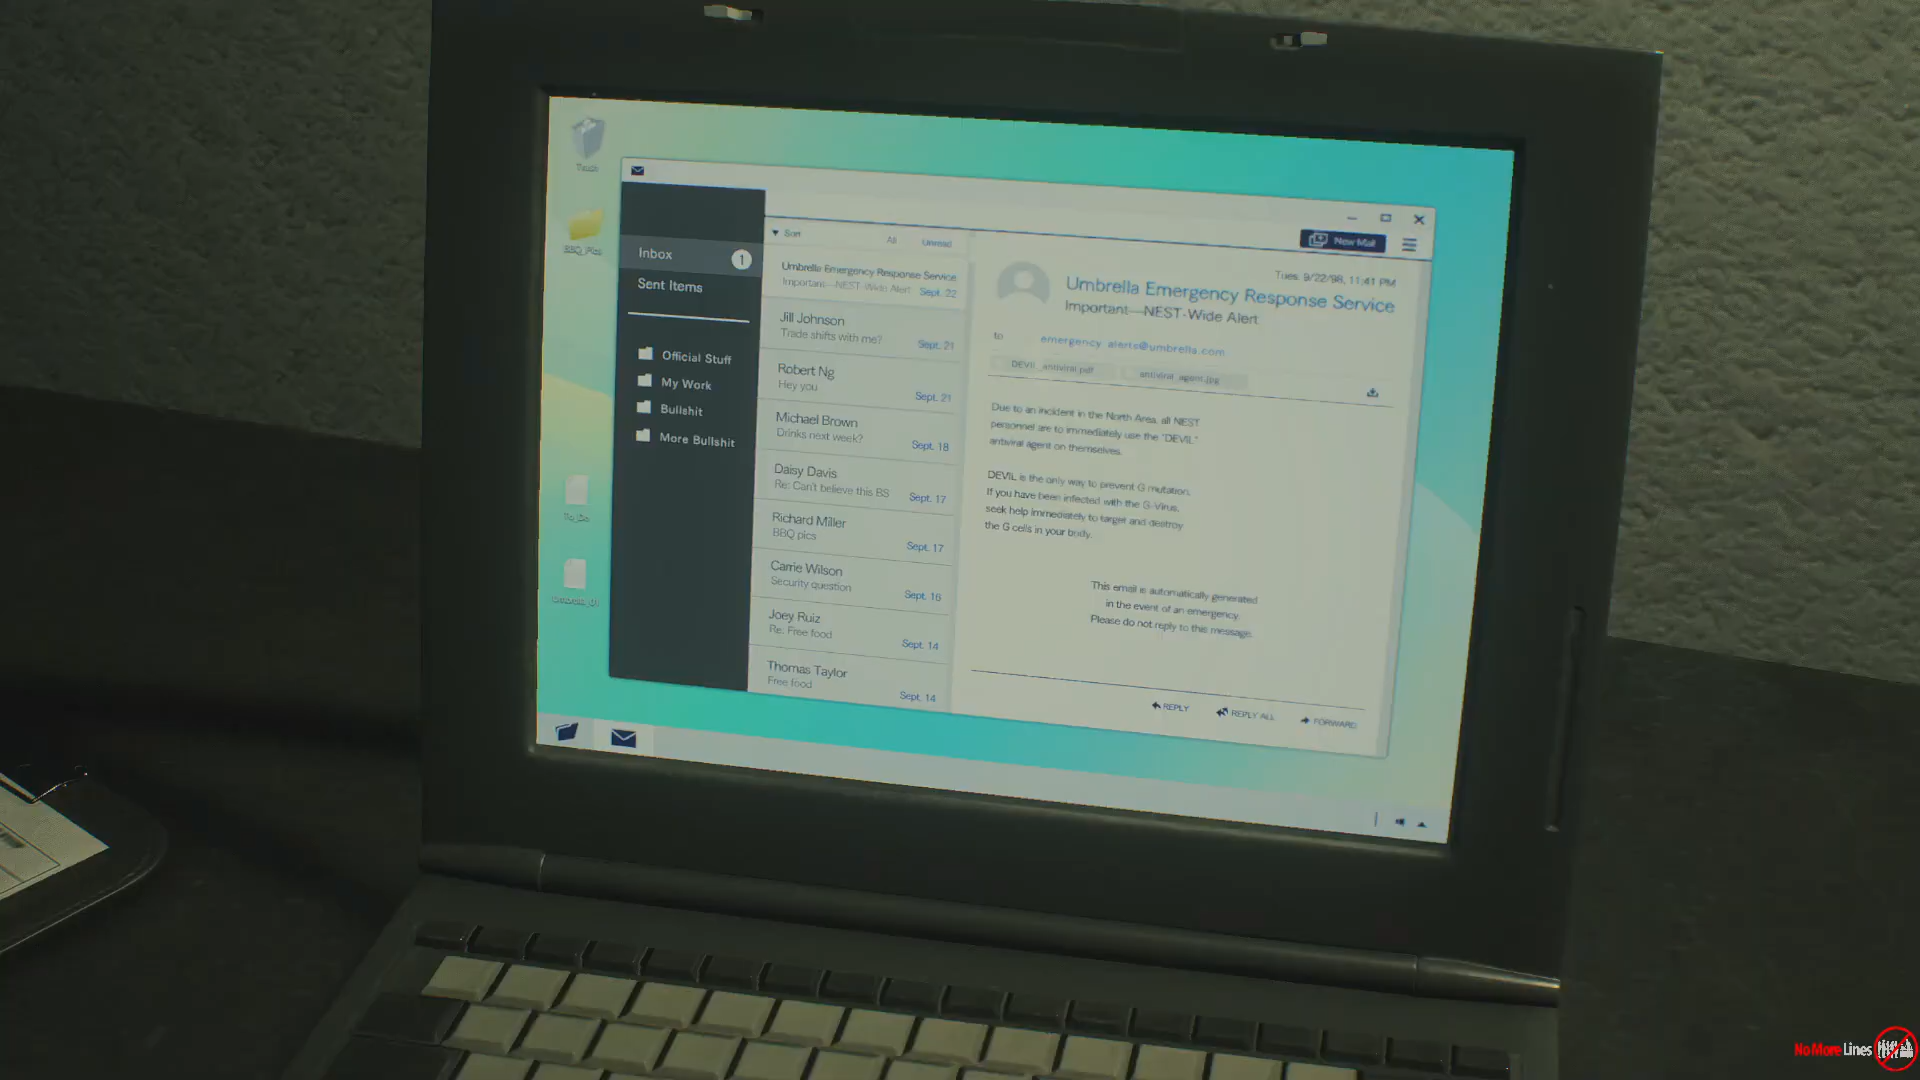 Trash
BBQ_Pics
To_Do
Inbox
1
Sent Items
Official Stuff
My Work
Bullshit
More Bullshit
Sort
All
Unread
Umbrella Emergency Response Service
Important—NEST-Wide Alert
Sept. 22
Jill Johnson
Trade shifts with me?
Sept. 21
Robert Ng
Hey you
Sept. 21
Michael Brown
Drinks next week?
Sept. 18
Daisy Davis
Re: Can't believe this BS
Sept. 17
Richard Miller
BBQ pics
Sept. 17
Carrie Wilson
Security question
Sept. 16
Joey Ruiz
Re: Free food
Sept. 14
Thomas Taylor
Free food
Sept. 14
New Mail
Tues. 9/22/98, 11:41 PM
Umbrella Emergency Response Service
Important—NEST-Wide Alert
to
emergency_alerts@umbrella.com
DEVIL_antiviral.pdf
antiviral_agent.jpg
Due to an incident in the North Area, all NEST
personnel are to immediately use the "DEVIL"
antiviral agent on themselves.
DEVIL is the only way to prevent G mutation.
If you have been infected with the G-Virus,
seek help immediately to target and destroy
the G cells in your body.
This email is automatically generated
in the event of an emergency.
Please do not reply to this message.
REPLY
REPLY ALL
FORWARD
No More Lines